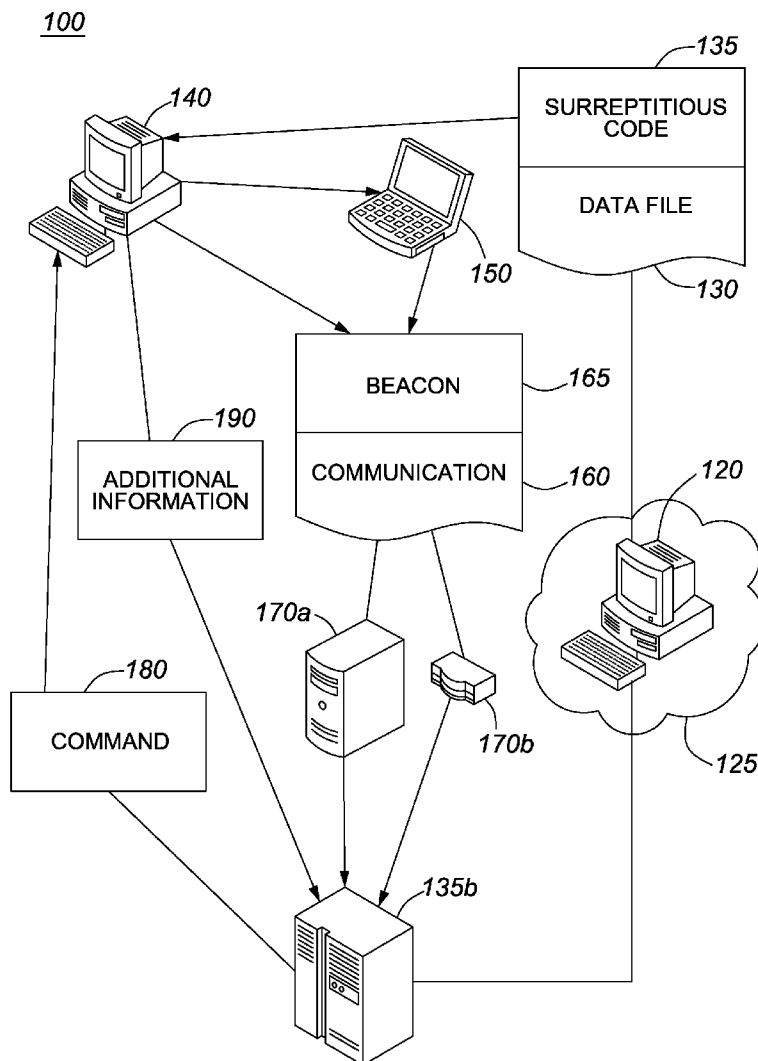 100
135
140
SURREPTITIOUS
CODE
DATA FILE
150
130
BEACON
165
190
COMMUNICATION
160
120
ADDITIONAL
INFORMATION
170a
180
COMMAND
170b
125
135b